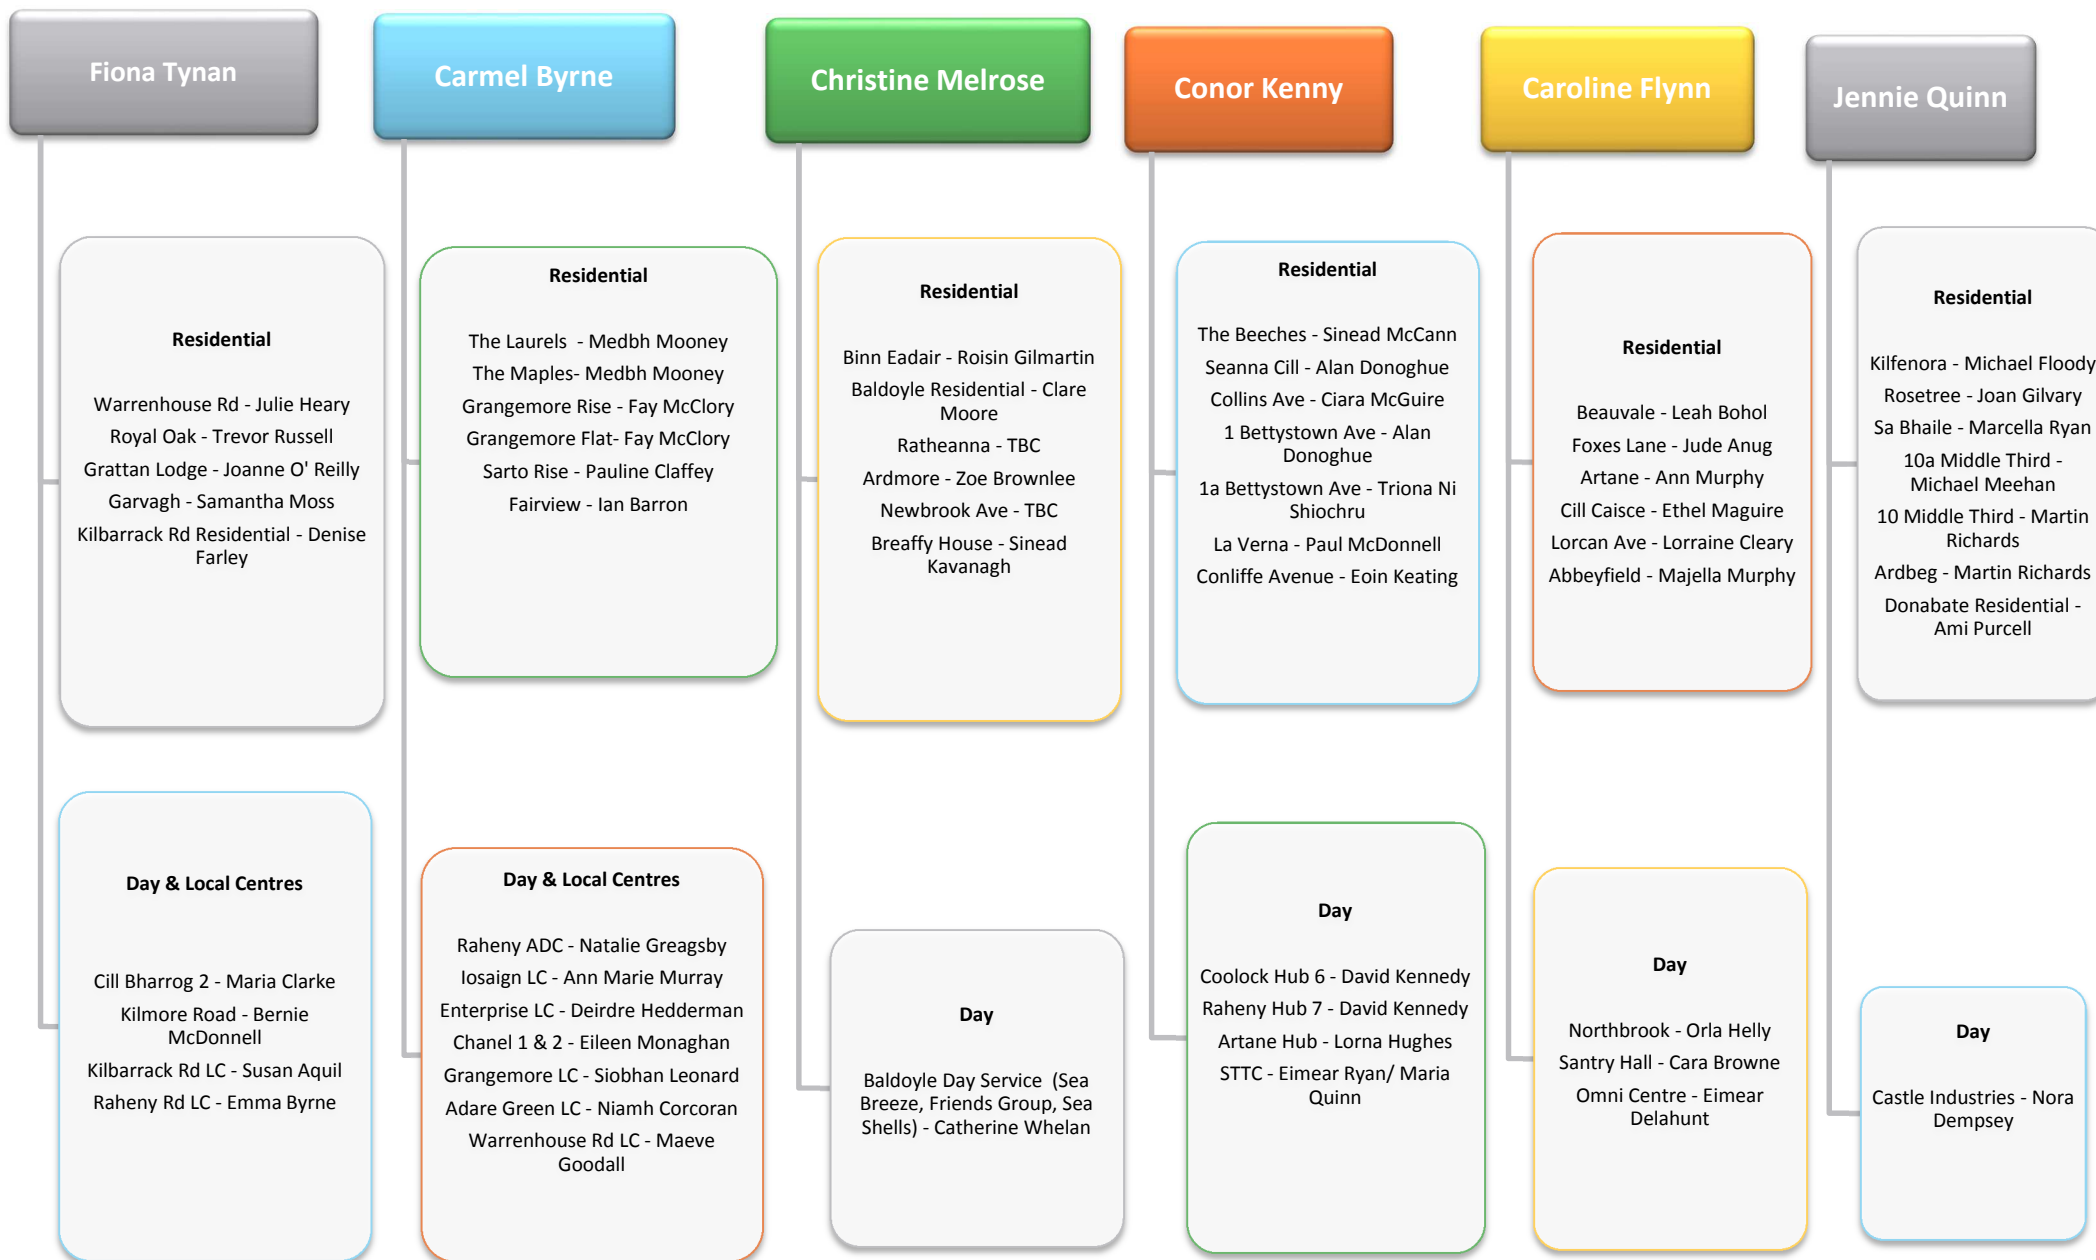 Fiona Tynan
Residential
Warrenhouse Rd - Julie Heary
Royal Oak - Trevor Russell
Grattan Lodge - Joanne O' Reilly
Garvagh - Samantha Moss
Kilbarrack Rd Residential - Denise
Farley
Day & Local Centres
Cill Bharrog 2 - Maria Clarke
Kilmore Road - Bernie
McDonnell
Kilbarrack Rd LC - Susan Aquil
Raheny Rd LC - Emma Byrne
Carmel Byrne
Residential
The Laurels  - Medbh Mooney
The Maples- Medbh Mooney
Grangemore Rise - Fay McClory
Grangemore Flat- Fay McClory
Sarto Rise - Pauline Claffey
Fairview - Ian Barron
Day & Local Centres
Raheny ADC - Natalie Greagsby
Iosaign LC - Ann Marie Murray
Enterprise LC - Deirdre Hedderman
Chanel 1 & 2 - Eileen Monaghan
Grangemore LC - Siobhan Leonard
Adare Green LC - Niamh Corcoran
Warrenhouse Rd LC - Maeve
Goodall
Christine Melrose
Residential
Binn Eadair - Roisin Gilmartin
Baldoyle Residential - Clare
Moore
Ratheanna - TBC
Ardmore - Zoe Brownlee
Newbrook Ave - TBC
Breaffy House - Sinead
Kavanagh
Day
Baldoyle Day Service  (Sea
Breeze, Friends Group, Sea
Shells) - Catherine Whelan
Conor Kenny
Residential
The Beeches - Sinead McCann
Seanna Cill - Alan Donoghue
Collins Ave - Ciara McGuire
1 Bettystown Ave - Alan
Donoghue
1a Bettystown Ave - Triona Ni
Shiochru
La Verna - Paul McDonnell
Conliffe Avenue - Eoin Keating
Day
Coolock Hub 6 - David Kennedy
Raheny Hub 7 - David Kennedy
Artane Hub - Lorna Hughes
STTC - Eimear Ryan/ Maria
Quinn
Caroline Flynn
Residential
Beauvale - Leah Bohol
Foxes Lane - Jude Anug
Artane - Ann Murphy
Cill Caisce - Ethel Maguire
Lorcan Ave - Lorraine Cleary
Abbeyfield - Majella Murphy
Day
Northbrook - Orla Helly
Santry Hall - Cara Browne
Omni Centre - Eimear
Delahunt
Jennie Quinn
Residential
Kilfenora - Michael Floody
Rosetree - Joan Gilvary
Sa Bhaile - Marcella Ryan
10a Middle Third -
Michael Meehan
10 Middle Third - Martin
Richards
Ardbeg - Martin Richards
Donabate Residential -
Ami Purcell
Day
Castle Industries - Nora
Dempsey